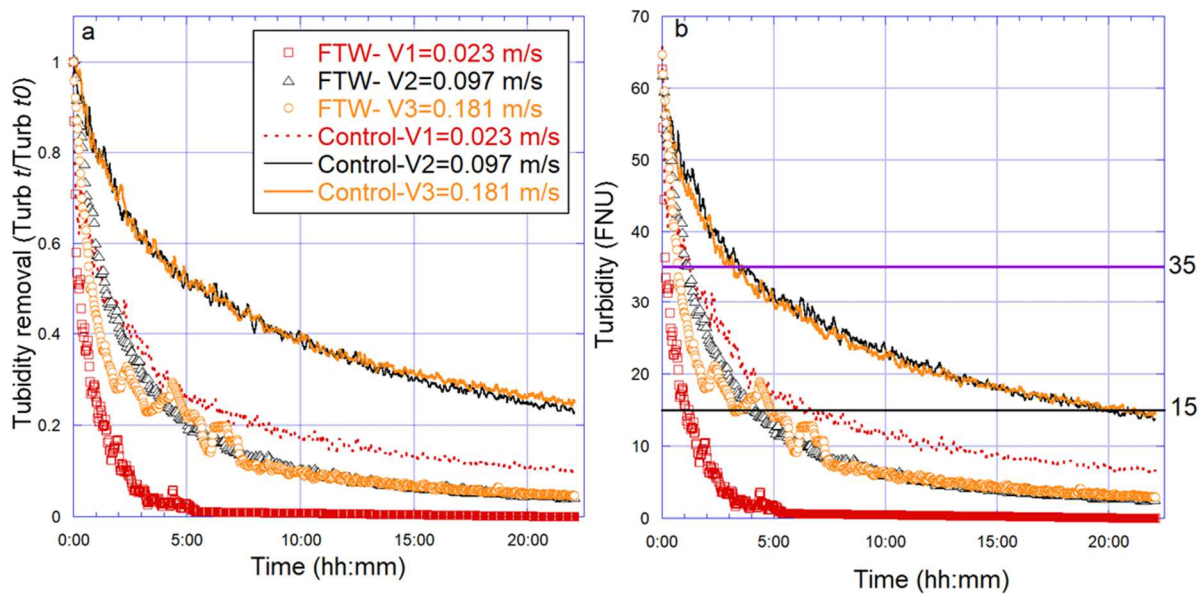 a
FTW- V1=0.023 m/s
FTW- V2=0.097 m/s
FTW- V3=0.181 m/s
Control-V1=0.023 m/s
Control-V2=0.097 m/s
Control-V3=0.181 m/s
Tubidity removal (Turb t/Turb t0)
1
0.8
0.6
0.4
0.2
0
0:00
5:00
10:00
15:00
20:00
Time (hh:mm)
b
Turbidity (FNU)
70
60
50
40
30
20
10
0
35
15
0:00
5:00
10:00
15:00
20:00
Time (hh:mm)